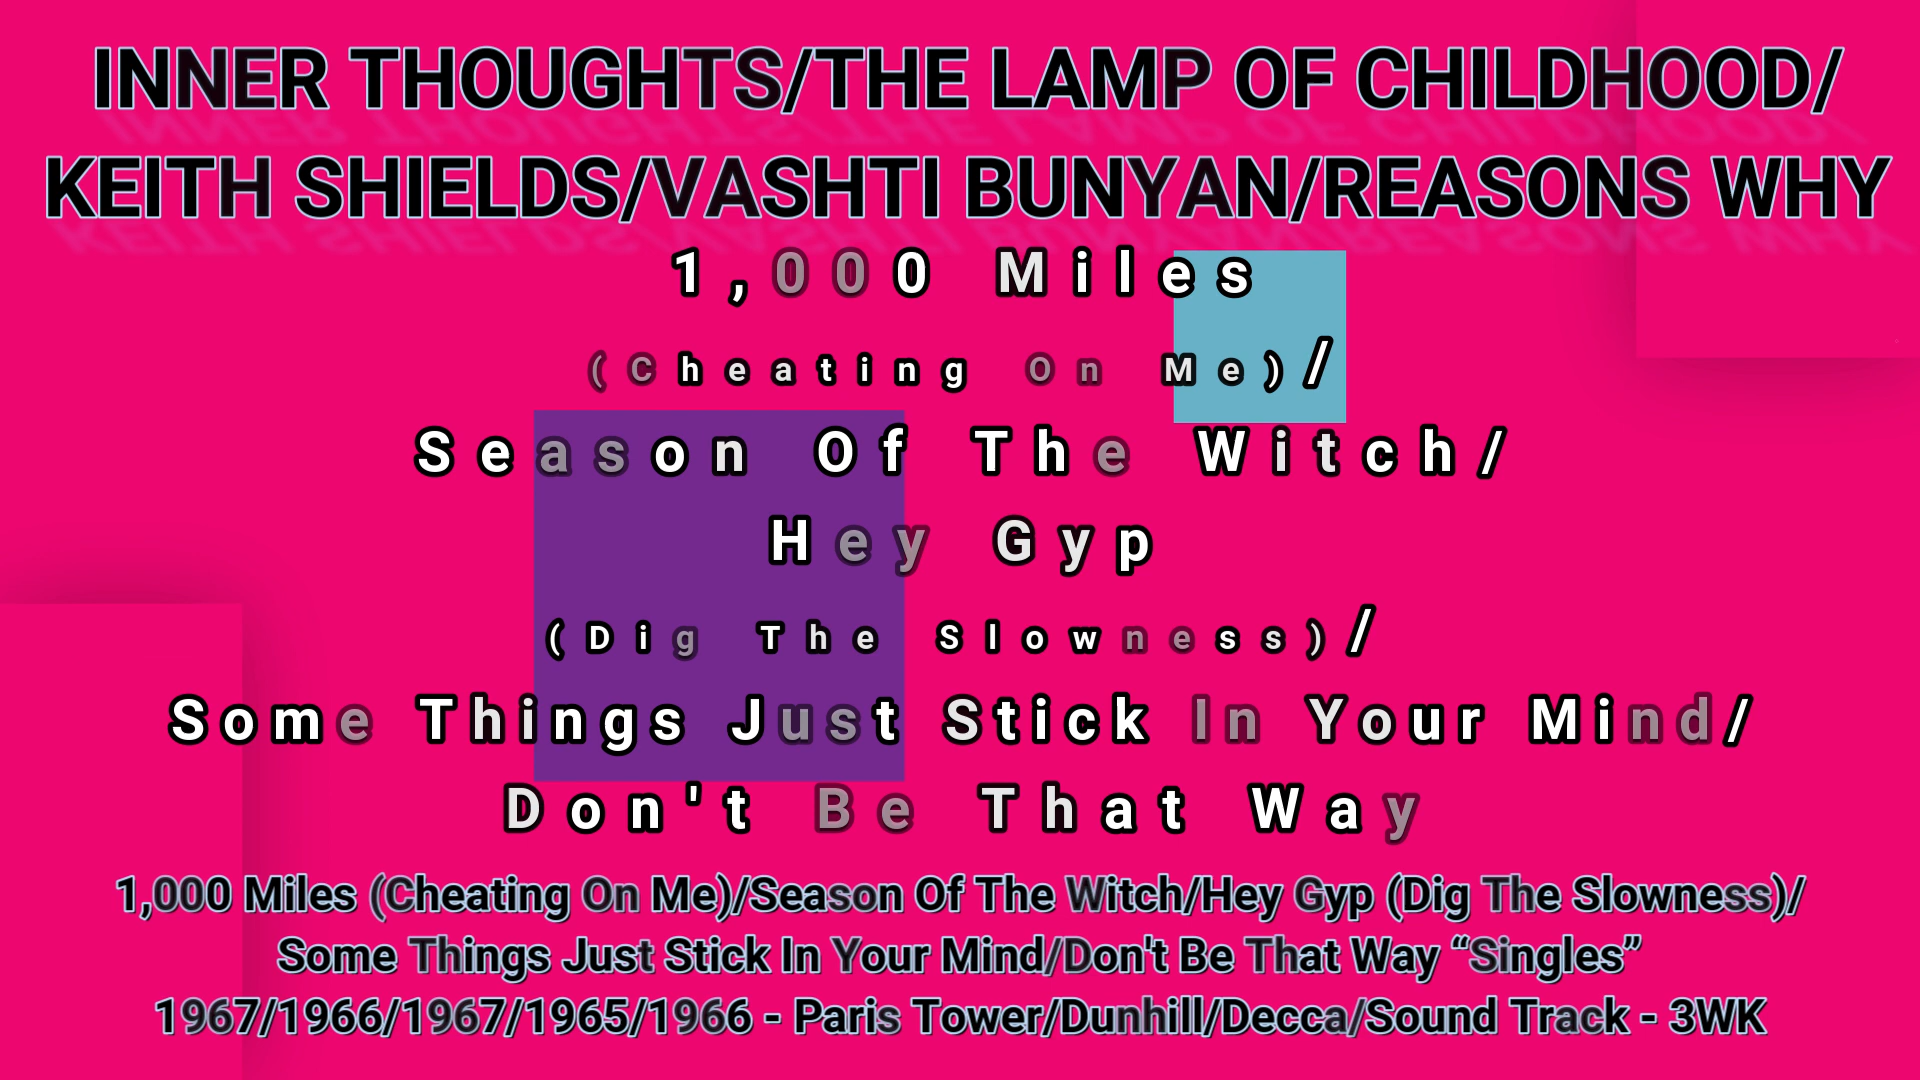 INNER THOUGHTS/THE LAMP OF CHILDHOOD/
KEITH SHIELDS/VASHTI BUNYAN/REASONS WHY
1,000 Miles
(Cheating On Me)/
Season Of The Witch/
Hey Gyp
(Dig The Slowness)/
Some Things Just Stick In Your Mind/
Don't Be That Way
1,000 Miles (Cheating On Me)/Season Of The Witch/Hey Gyp (Dig The Slowness)/
Some Things Just Stick In Your Mind/Don't Be That Way “Singles”
1967/1966/1967/1965/1966 - Paris Tower/Dunhill/Decca/Sound Track - 3WK